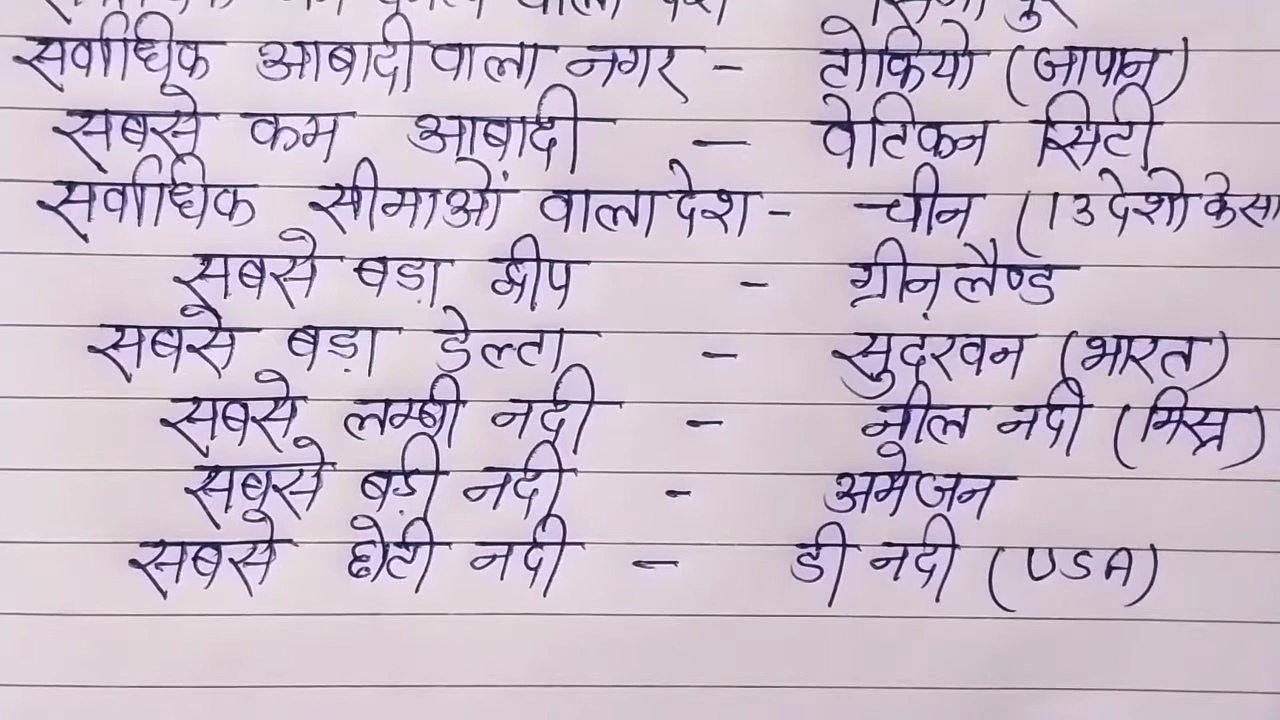 सर्वाधिक आबादी वाला नगर - टोकियो (जापान)
सबसे कम आबादी - वेटिकन सिटी
सर्वाधिक सीमाओं वाला देश - चीन (13 देशो के सा
सबसे बड़ा द्वीप - ग्रीनलैण्ड
सबसे बड़ा डेल्टा - सुदंरवन (भारत)
सबसे लम्बी नदी - नील नदी (मिस्र)
सबसे बड़ी नदी - अमेजन
सबसे छोटी नदी - डी नदी (USA)